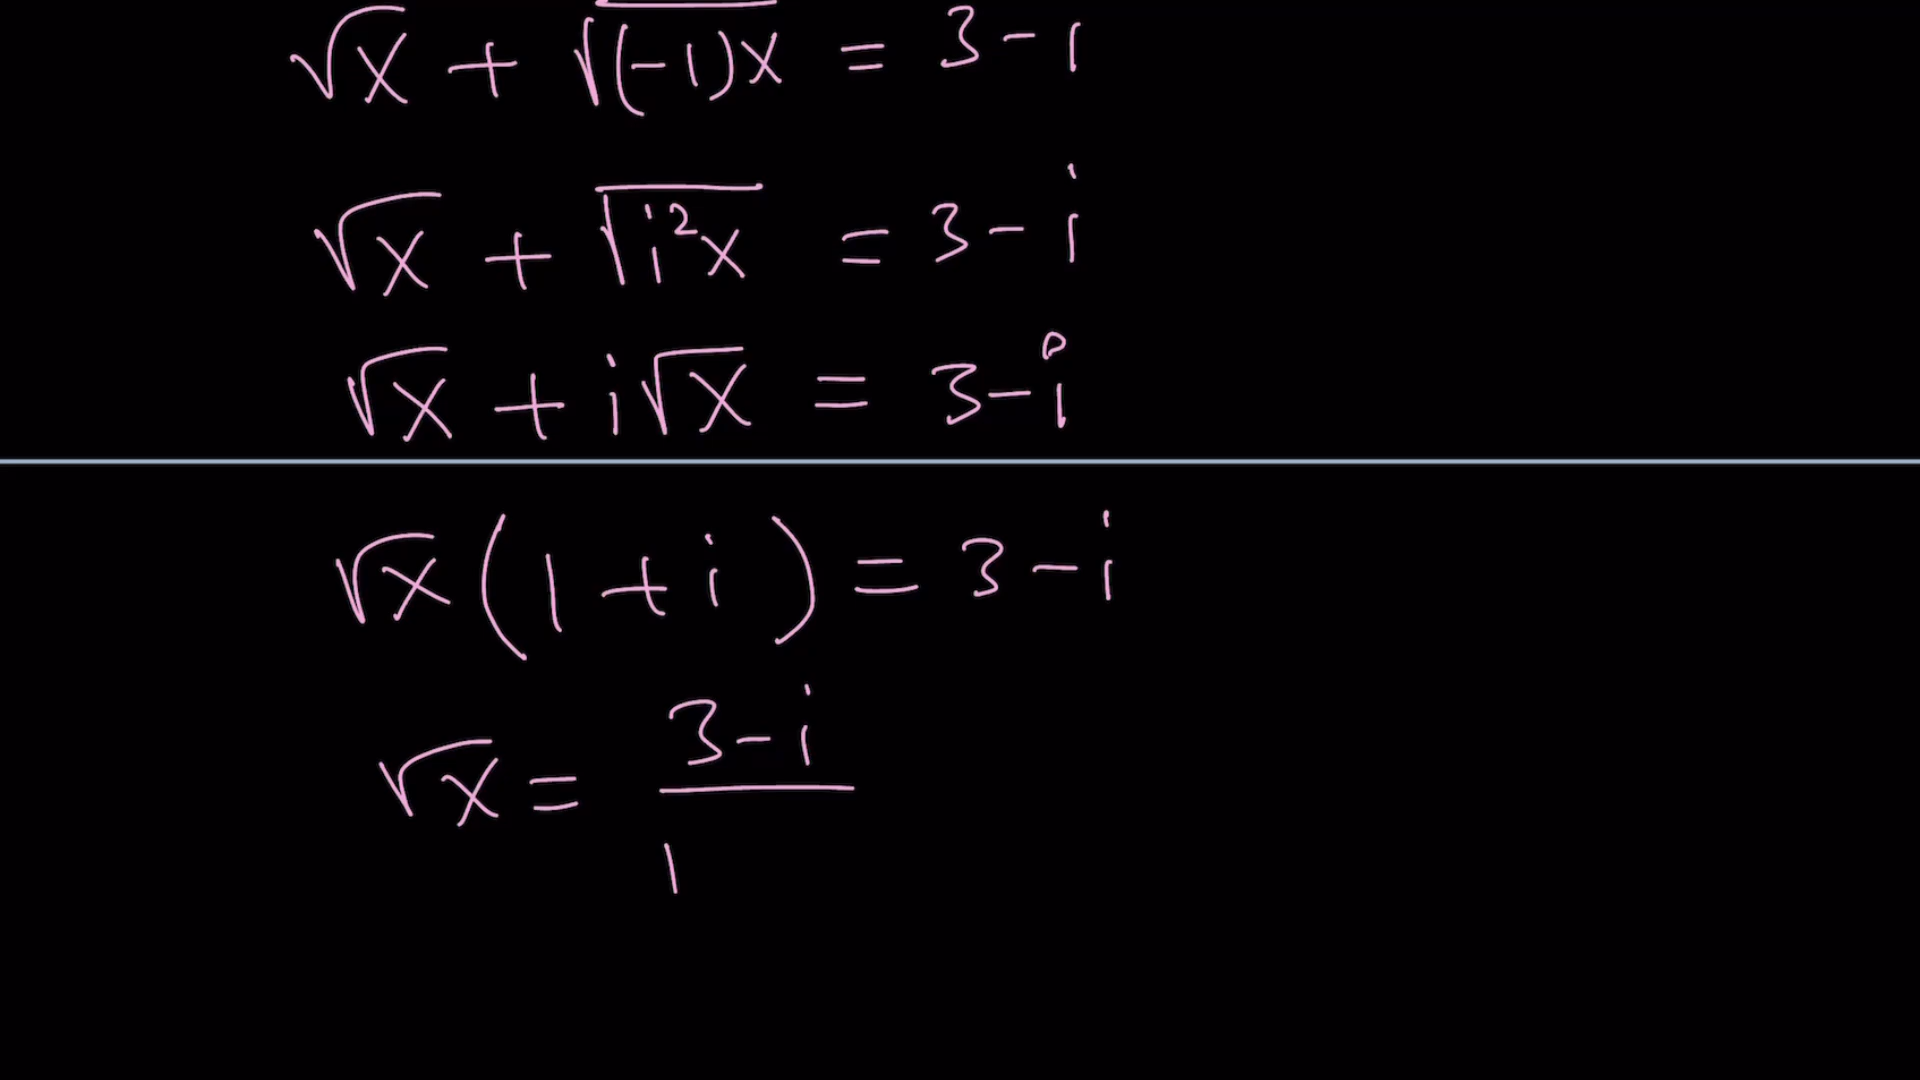 √x + √(-1)x = 3-i
√x + √i²x = 3-i
√x + i√x = 3-i
√x(1+i) = 3-i
√x = 3-i
1